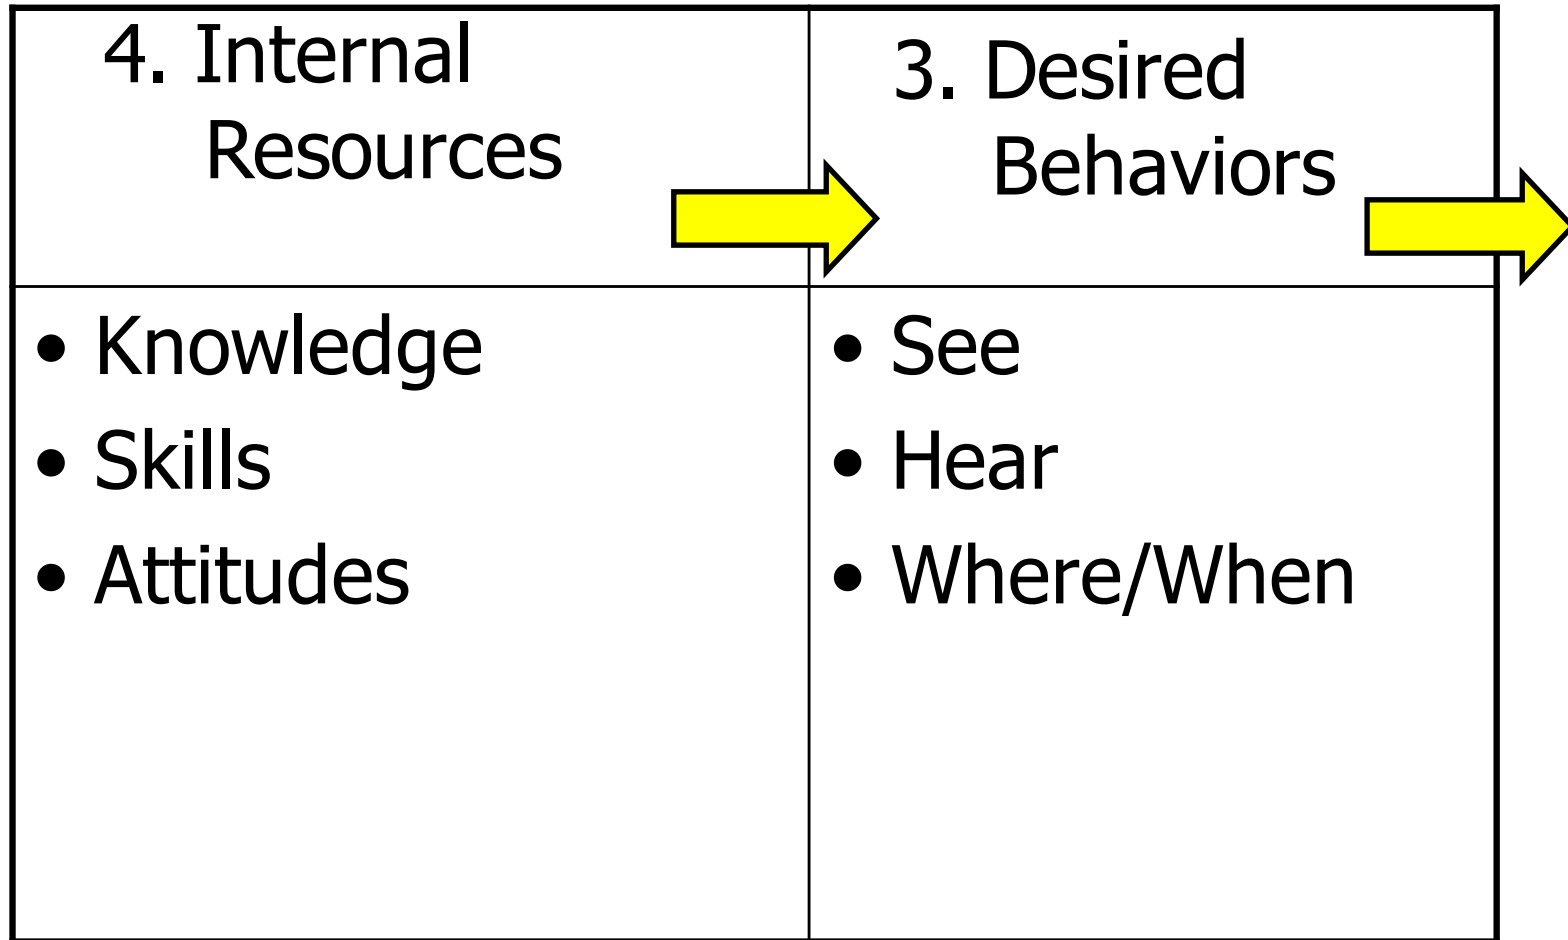 4. Internal
Resources
3. Desired
Behaviors
• Knowledge
• Skills
• Attitudes
• See
• Hear
• Where/When